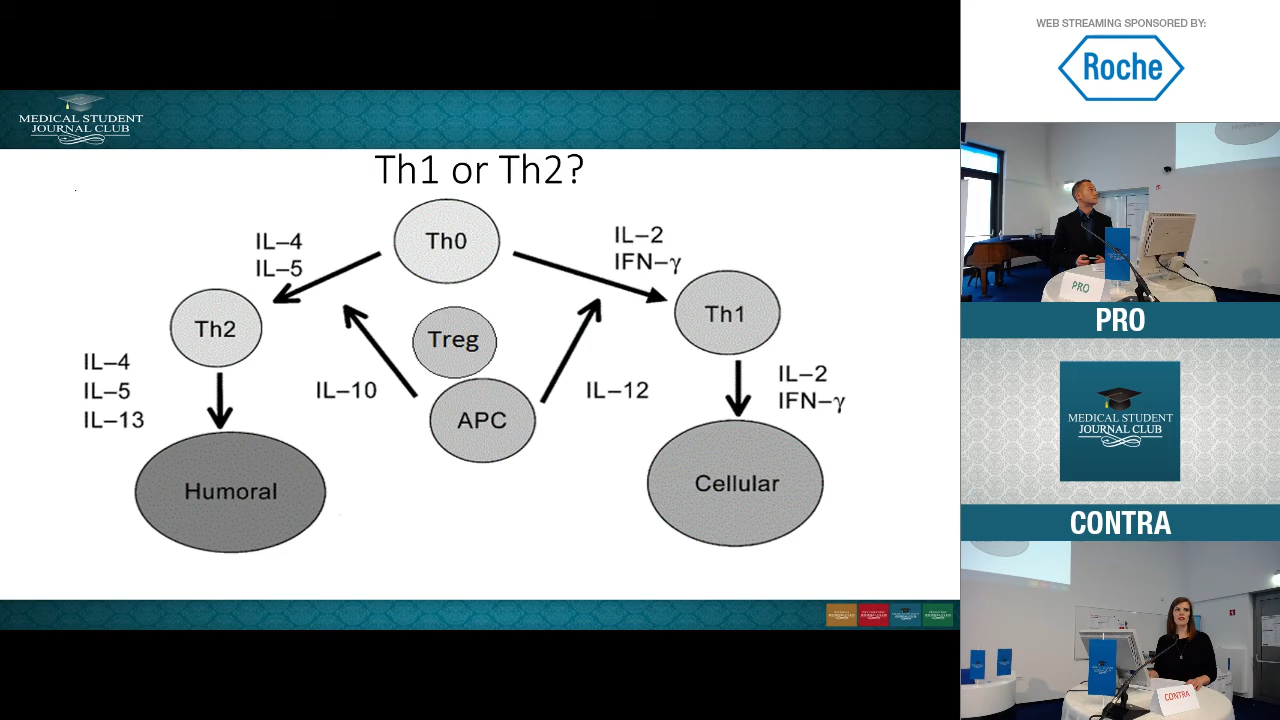 MEDICAL STUDENT
JOURNAL CLUB
Th1 or Th2?
IL–4
IL–5
Th0
IL–2
IFN–γ
Th2
Treg
Th1
IL–4
IL–5
IL–13
IL–10
APC
IL–12
IL–2
IFN–γ
Humoral
Cellular
WEB STREAMING SPONSORED BY:
Roche
PRO
PRO
MEDICAL STUDENT
JOURNAL CLUB
CONTRA
CONTRA